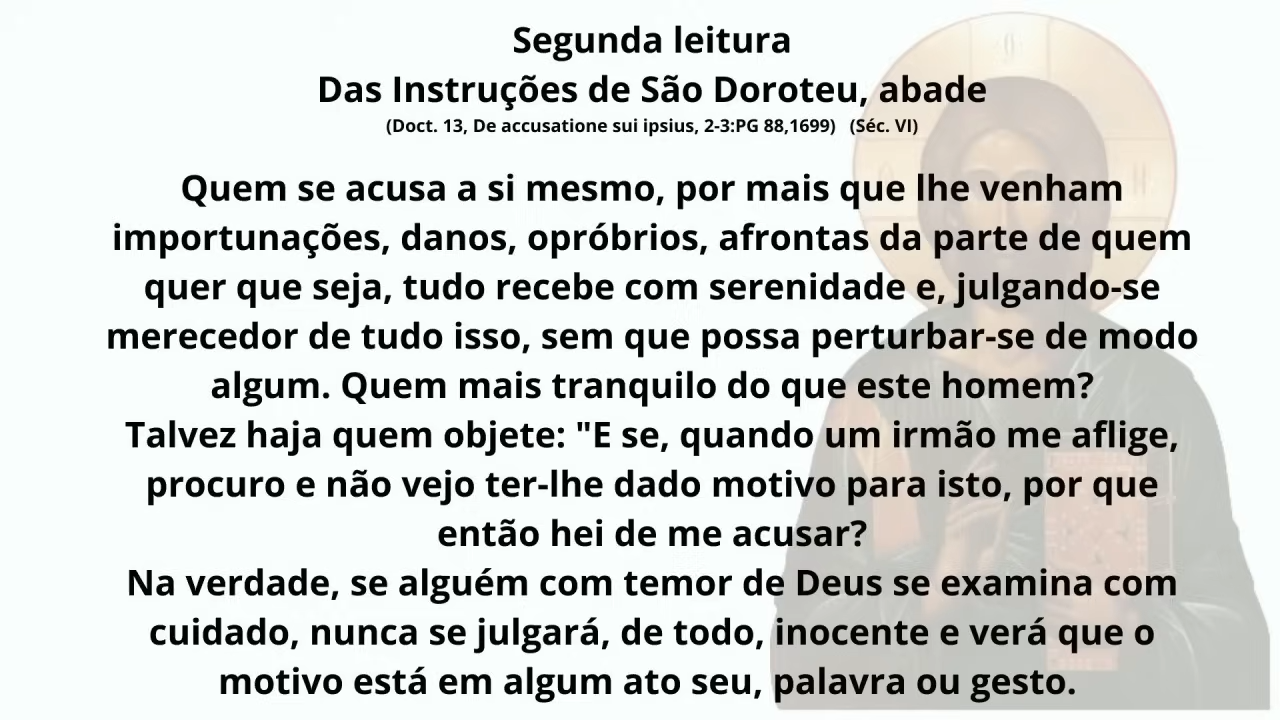 Segunda leitura
Das Instruções de São Doroteu, abade
(Doct. 13, De accusatione sui ipsius, 2-3:PG 88,1699) (Séc. VI)
Quem se acusa a si mesmo, por mais que lhe venham
importunações, danos, opróbrios, afrontas da parte de quem
quer que seja, tudo recebe com serenidade e, julgando-se
merecedor de tudo isso, sem que possa perturbar-se de modo
algum. Quem mais tranquilo do que este homem?
Talvez haja quem objete: "E se, quando um irmão me aflige,
procuro e não vejo ter-lhe dado motivo para isto, por que
então hei de me acusar?
Na verdade, se alguém com temor de Deus se examina com
cuidado, nunca se julgará, de todo, inocente e verá que o
motivo está em algum ato seu, palavra ou gesto.